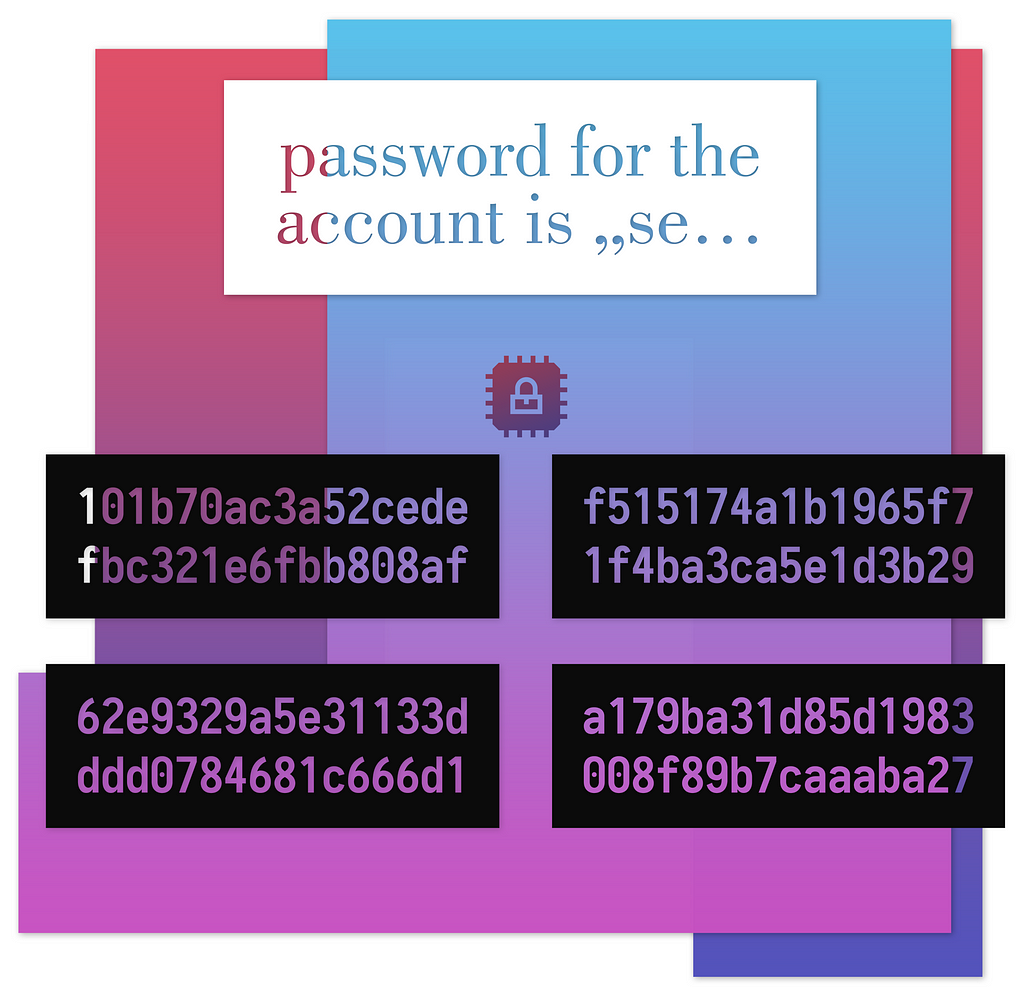 password for the
account is „se…
101b70ac3a52cede
fbc321e6fbb808af
f515174a1b1965f7
1f4ba3ca5e1d3b29
62e9329a5e31133d
ddd0784681c666d1
a179ba31d85d1983
008f89b7caaaba27